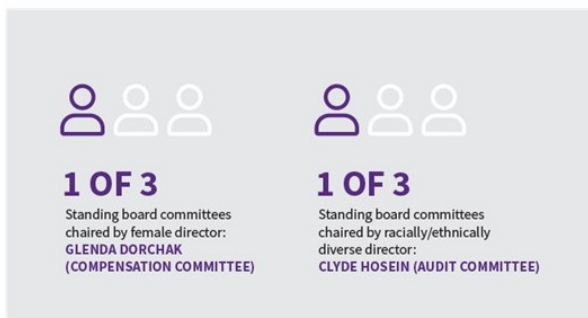 1 OF 3
Standing board committees
chaired by female director:
GLENDA DORCHAK
(COMPENSATION COMMITTEE)
1 OF 3
Standing board committees
chaired by racially/ethnically
diverse director:
CLYDE HOSEIN (AUDIT COMMITTEE)